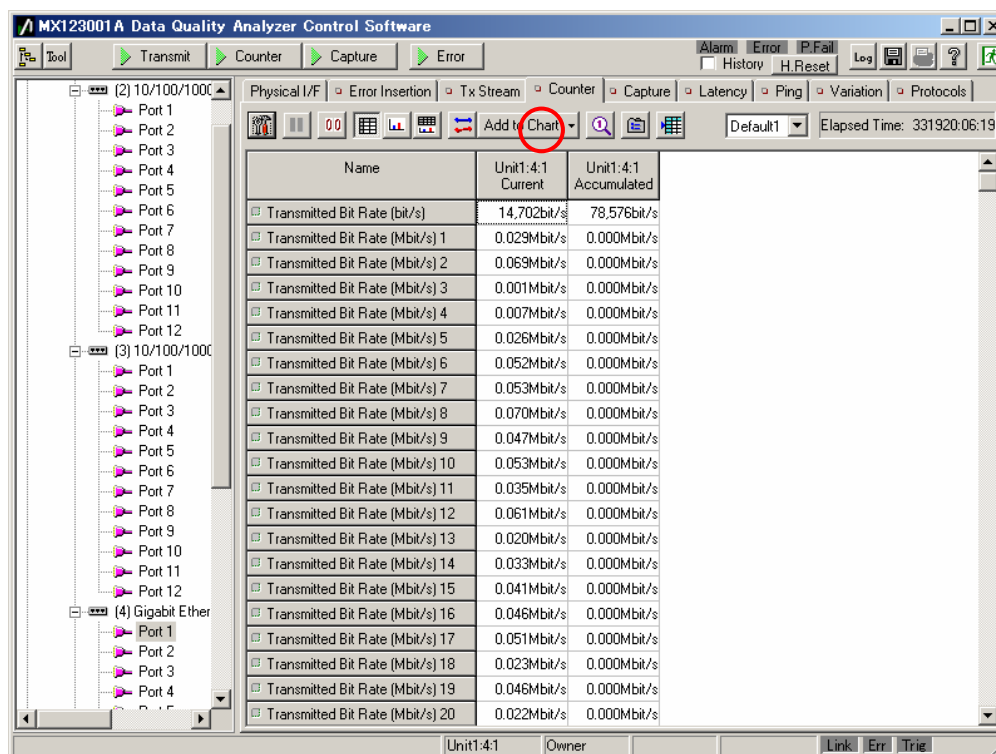 MX123001A Data Quality Analyzer Control Software
Tool Transmit Counter Capture Error
Alarm Error P.Fail
History H.Reset Log
(2) 10/100/1000
Port 1
Port 2
Port 3
Port 4
Port 5
Port 6
Port 7
Port 8
Port 9
Port 10
Port 11
Port 12
(3) 10/100/1000
Port 1
Port 2
Port 3
Port 4
Port 5
Port 6
Port 7
Port 8
Port 9
Port 10
Port 11
Port 12
(4) Gigabit Ether
Port 1
Port 2
Port 3
Port 4
Physical I/F Error Insertion Tx Stream Counter Capture Latency Ping Variation Protocols
00 Add to Chart Default1 Elapsed Time: 331920:06:19
Name Unit1:4:1 Current Unit1:4:1 Accumulated
Transmitted Bit Rate (bit/s) 14,702bit/s 78,576bit/s
Transmitted Bit Rate (Mbit/s) 1 0.029Mbit/s 0.000Mbit/s
Transmitted Bit Rate (Mbit/s) 2 0.069Mbit/s 0.000Mbit/s
Transmitted Bit Rate (Mbit/s) 3 0.001Mbit/s 0.000Mbit/s
Transmitted Bit Rate (Mbit/s) 4 0.007Mbit/s 0.000Mbit/s
Transmitted Bit Rate (Mbit/s) 5 0.026Mbit/s 0.000Mbit/s
Transmitted Bit Rate (Mbit/s) 6 0.052Mbit/s 0.000Mbit/s
Transmitted Bit Rate (Mbit/s) 7 0.053Mbit/s 0.000Mbit/s
Transmitted Bit Rate (Mbit/s) 8 0.070Mbit/s 0.000Mbit/s
Transmitted Bit Rate (Mbit/s) 9 0.047Mbit/s 0.000Mbit/s
Transmitted Bit Rate (Mbit/s) 10 0.053Mbit/s 0.000Mbit/s
Transmitted Bit Rate (Mbit/s) 11 0.035Mbit/s 0.000Mbit/s
Transmitted Bit Rate (Mbit/s) 12 0.061Mbit/s 0.000Mbit/s
Transmitted Bit Rate (Mbit/s) 13 0.020Mbit/s 0.000Mbit/s
Transmitted Bit Rate (Mbit/s) 14 0.033Mbit/s 0.000Mbit/s
Transmitted Bit Rate (Mbit/s) 15 0.041Mbit/s 0.000Mbit/s
Transmitted Bit Rate (Mbit/s) 16 0.046Mbit/s 0.000Mbit/s
Transmitted Bit Rate (Mbit/s) 17 0.051Mbit/s 0.000Mbit/s
Transmitted Bit Rate (Mbit/s) 18 0.023Mbit/s 0.000Mbit/s
Transmitted Bit Rate (Mbit/s) 19 0.046Mbit/s 0.000Mbit/s
Transmitted Bit Rate (Mbit/s) 20 0.022Mbit/s 0.000Mbit/s
Unit1:4:1 Owner Link Err Trig